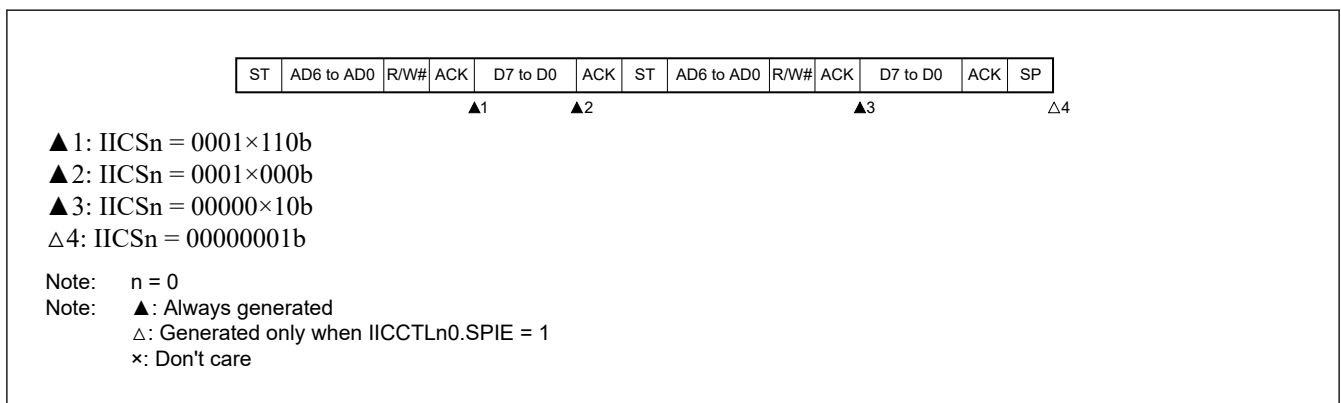 ST AD6 to AD0 R/W# ACK D7 to D0 ACK ST AD6 to AD0 R/W# ACK D7 to D0 ACK SP
▲1 ▲2 ▲3 △4
▲1: IICSn = 0001×110b
▲2: IICSn = 0001×000b
▲3: IICSn = 00000×10b
△4: IICSn = 00000001b
Note: n = 0
Note: ▲: Always generated
△: Generated only when IICCTLn0.SPIE = 1
×: Don't care